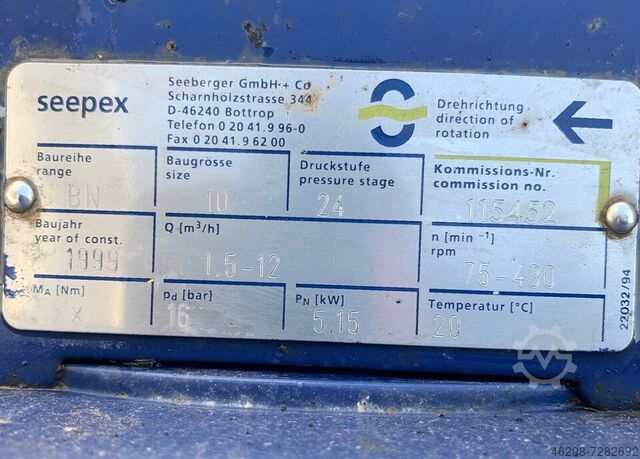 seepex
Seeberger GmbH + Co
Scharnhölzstrasse 344
D-46240 Bottrop
Telefon 0 20 41.9 96-0
Fax 0 20 41.9 62 00
Drehrichtung
direction of
rotation
Baureihe
range
BN
Baugrösse
size
10
Druckstufe
pressure stage
24
Kommissions-Nr.
commission no.
115452
Baujahr
year of const.
1999
Q [m³/h]
1,5-12
n [min -1]
rpm
75-430
MA [Nm]
X
pd [bar]
16
PN [kW]
5.15
Temperatur [°C]
20
22032/94
46298-7282692